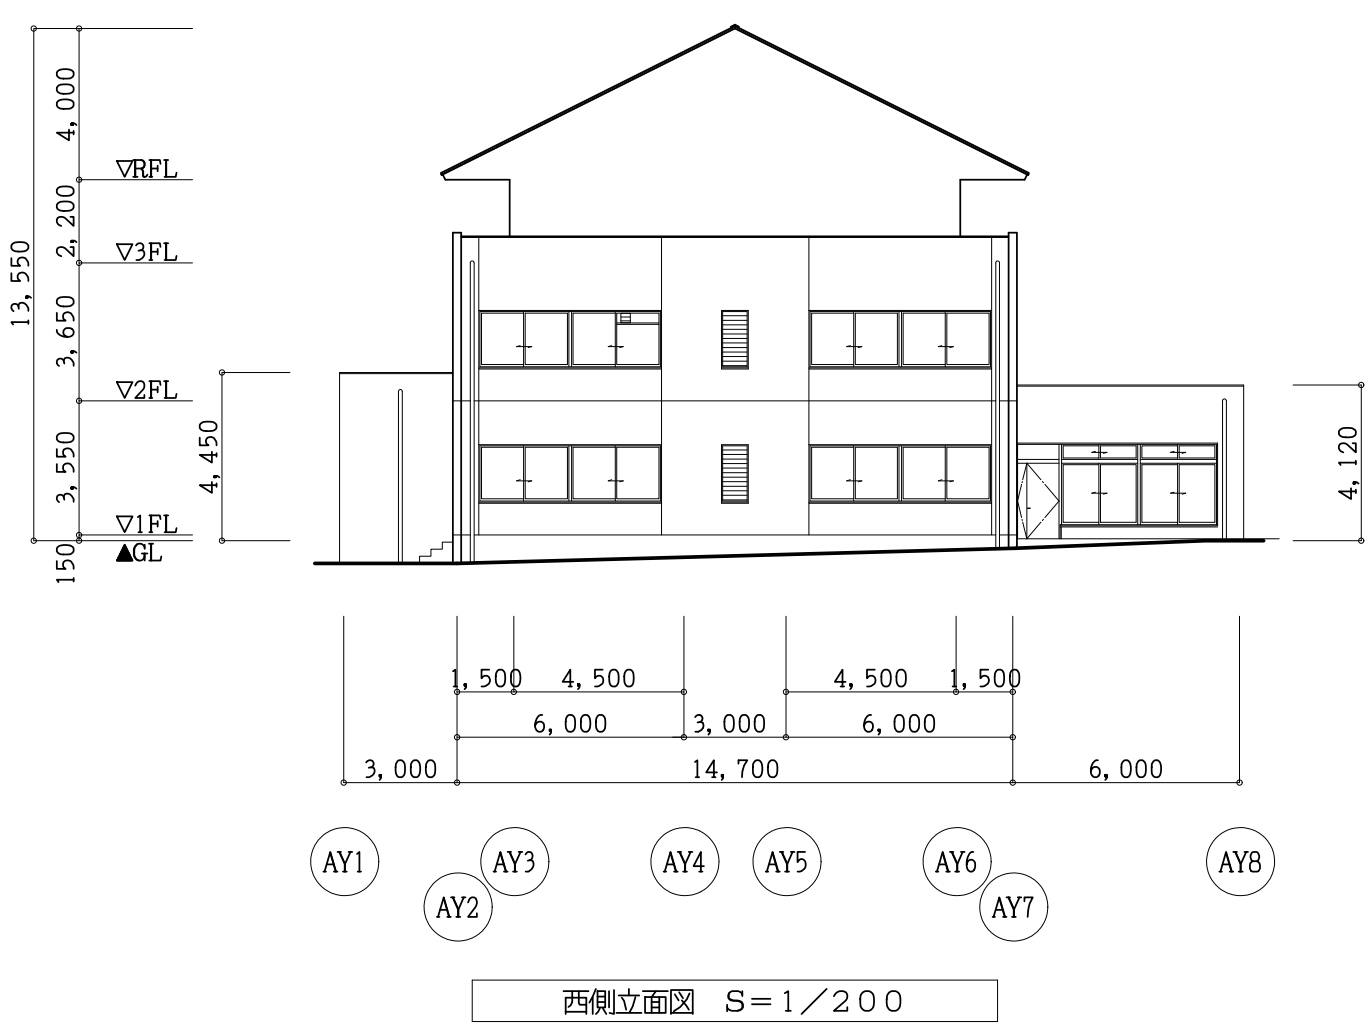 4,000
▽RFL
2,200
▽3FL
13,550
3,650
▽2FL
3,550
4,450
4,120
▽1FL
▲GL
150
1,500 4,500 4,500 1,500
6,000 3,000 6,000
3,000 14,700 6,000
AY1 AY3 AY4 AY5 AY6 AY8
AY2 AY7
西側立面図 S=1/200